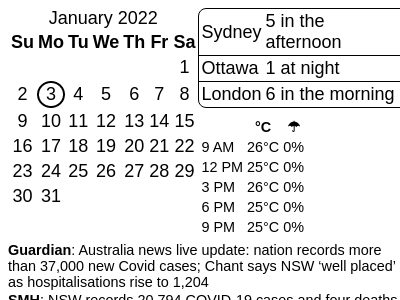 January 2022
Su Mo Tu We Th Fr Sa
1
2 3 4 5 6 7 8
9 10 11 12 13 14 15
16 17 18 19 20 21 22
23 24 25 26 27 28 29
30 31
Sydney 5 in the
afternoon
Ottawa 1 at night
London 6 in the morning
°C ☂
9 AM 26°C 0%
12 PM 25°C 0%
3 PM 26°C 0%
6 PM 25°C 0%
9 PM 25°C 0%
Guardian: Australia news live update: nation records more
than 37,000 new Covid cases; Chant says NSW ‘well placed’
as hospitalisations rise to 1,204
SMH: NSW records 20,794 COVID-19 cases and four deaths